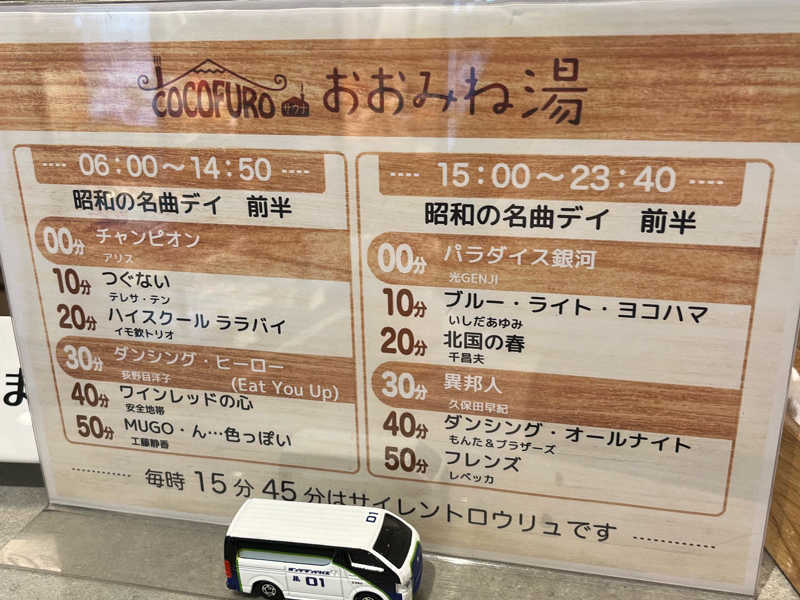 COCOFURO サウナ おおみね湯
06:00～14:50
昭和の名曲デイ 前半
00分 チャンピオン
アリス
10分 つぐない
テレサ・テン
20分 ハイスクール ララバイ
イモ欽トリオ
30分 ダンシング・ヒーロー
荻野目洋子 (Eat You Up)
40分 ワインレッドの心
安全地帯
50分 MUGO・ん…色っぽい
工藤静香
15:00～23:40
昭和の名曲デイ 前半
00分 パラダイス銀河
光GENJI
10分 ブルー・ライト・ヨコハマ
いしだあゆみ
20分 北国の春
千昌夫
30分 異邦人
久保田早紀
40分 ダンシング・オールナイト
もんた＆ブラザーズ
50分 フレンズ
レベッカ
毎時 15分 45分はサイレントロウリュです
ま
01
01